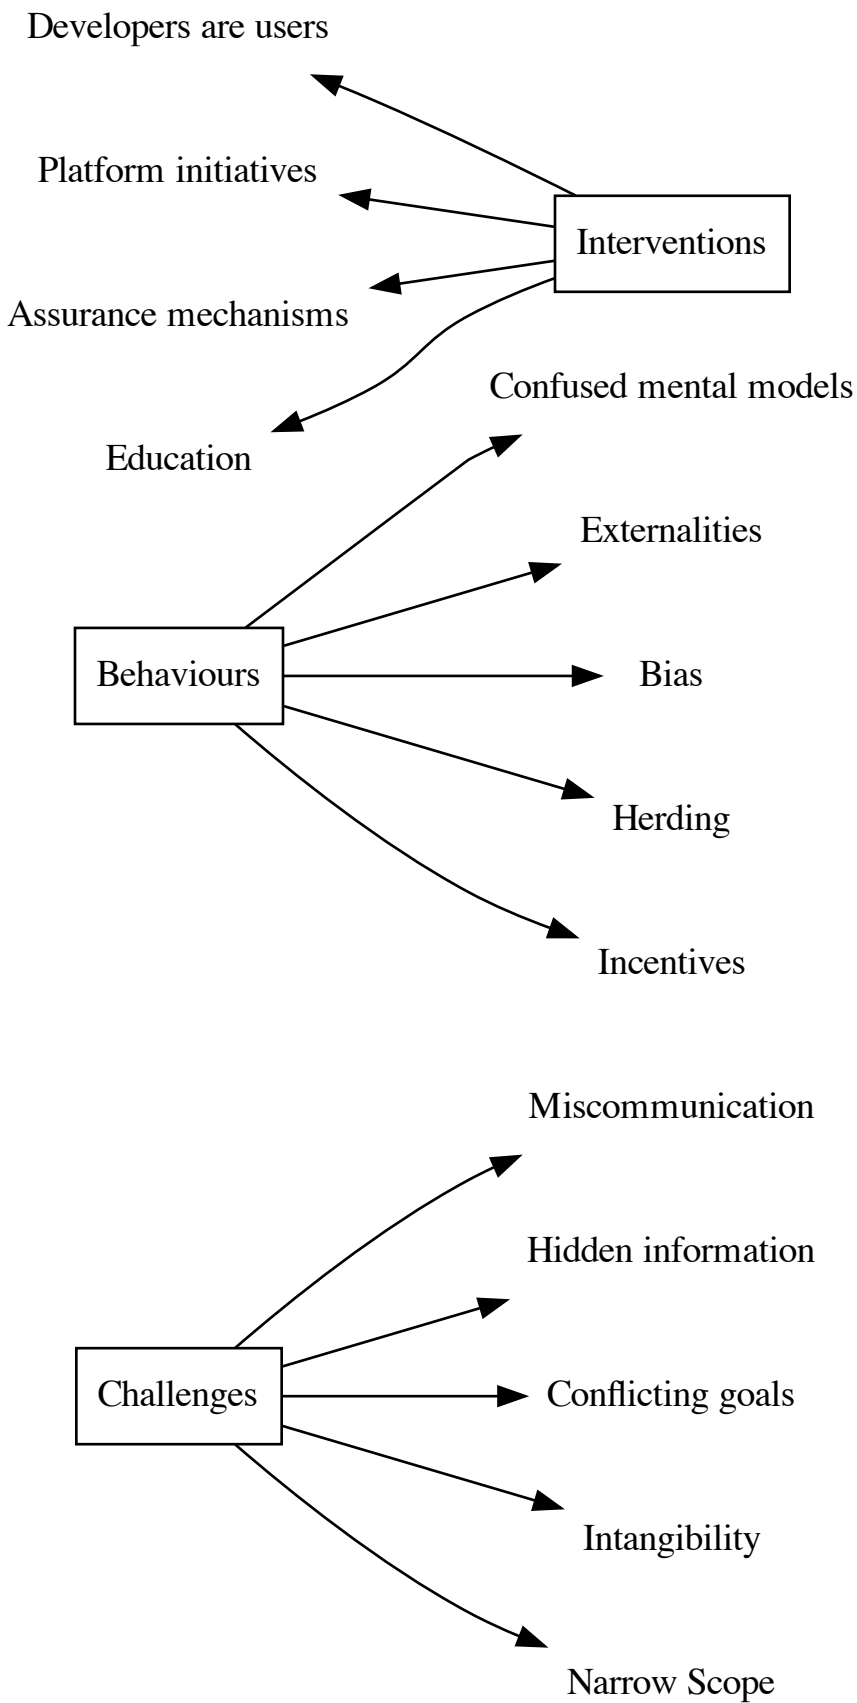 Developers are users
Platform initiatives
Interventions
Assurance mechanisms
Confused mental models
Education
Externalities
Behaviours
Bias
Herding
Incentives
Miscommunication
Hidden information
Challenges
Conflicting goals
Intangibility
Narrow Scope